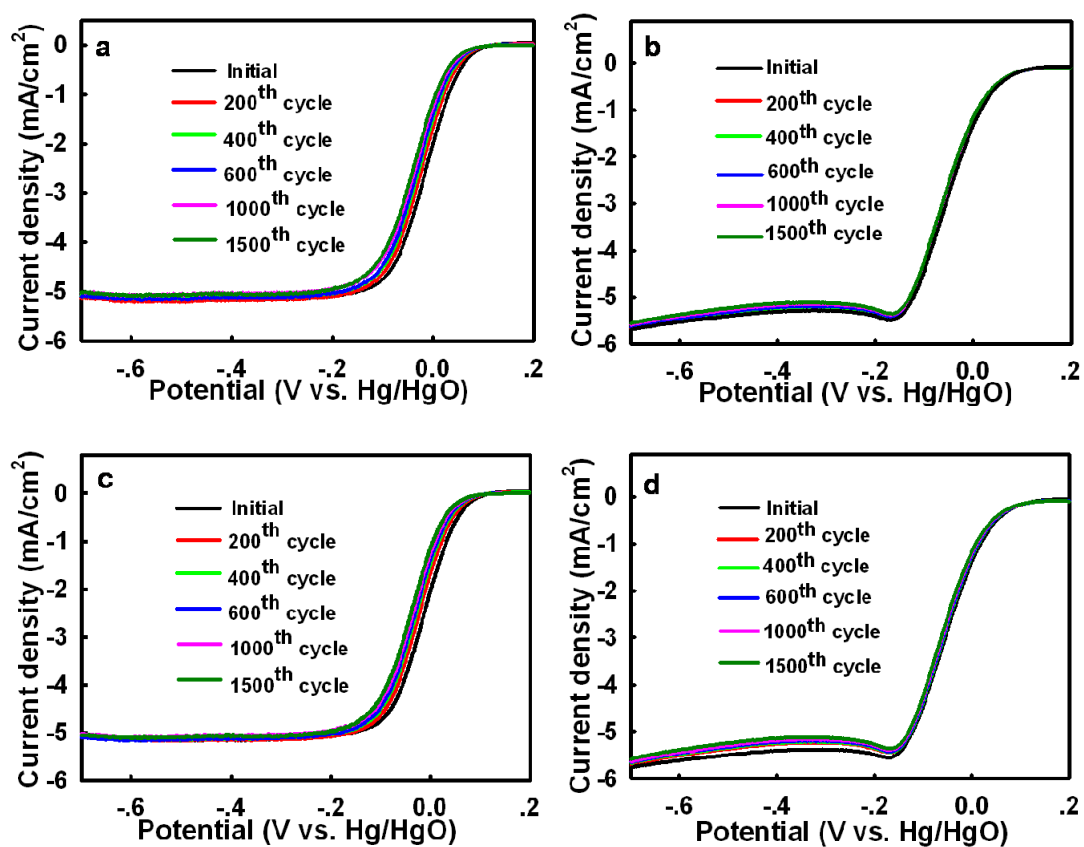 a
Initial
200th cycle
400th cycle
600th cycle
1000th cycle
1500th cycle
0
-1
-2
-3
-4
-5
-6
-.6
-.4
-.2
0.0
.2
Current density (mA/cm2)
Potential (V vs. Hg/HgO)
b
Initial
200th cycle
400th cycle
600th cycle
1000th cycle
1500th cycle
0
-1
-2
-3
-4
-5
-6
-.6
-.4
-.2
0.0
.2
Current density (mA/cm2)
Potential (V vs. Hg/HgO)
c
Initial
200th cycle
400th cycle
600th cycle
1000th cycle
1500th cycle
0
-1
-2
-3
-4
-5
-6
-.6
-.4
-.2
0.0
.2
Current density (mA/cm2)
Potential (V vs. Hg/HgO)
d
Initial
200th cycle
400th cycle
600th cycle
1000th cycle
1500th cycle
0
-1
-2
-3
-4
-5
-6
-.6
-.4
-.2
0.0
.2
Current density (mA/cm2)
Potential (V vs. Hg/HgO)